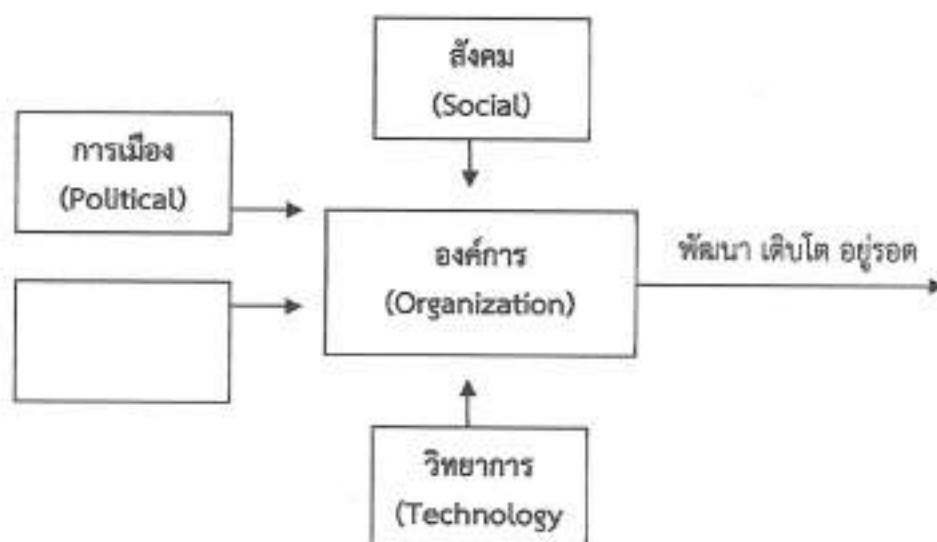 สังคม
(Social)
การเมือง
(Political)
องค์การ
(Organization)
พัฒนา เติบโต อยู่รอด
วิทยาการ
(Technology